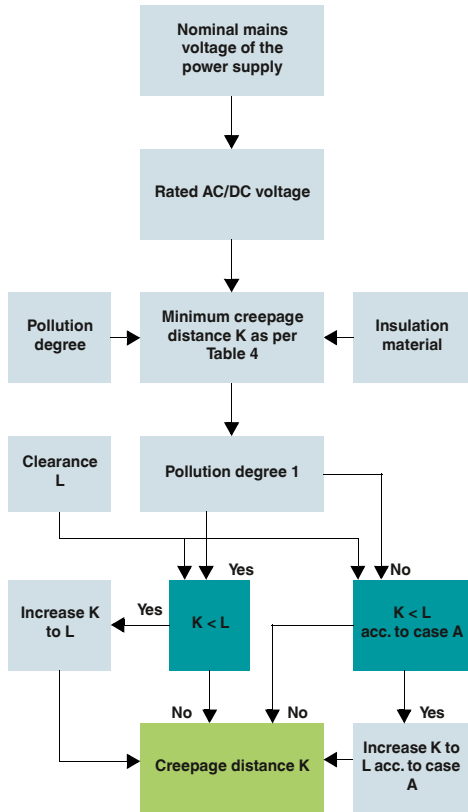 Nominal mains
voltage of the
power supply
Rated AC/DC voltage
Pollution
degree
Minimum creepage
distance K as per
Table 4
Insulation
material
Clearance
L
Pollution degree 1
Yes
No
Increase K
to L
Yes
K < L
K < L
acc. to case A
No
No
Yes
Creepage distance K
Increase K to
L acc. to case
A